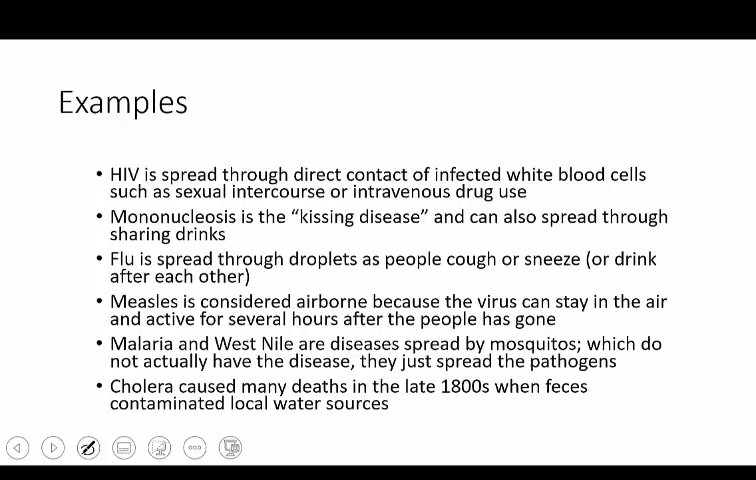 Examples
• HIV is spread through direct contact of infected white blood cells
such as sexual intercourse or intravenous drug use
• Mononucleosis is the “kissing disease” and can also spread through
sharing drinks
• Flu is spread through droplets as people cough or sneeze (or drink
after each other)
• Measles is considered airborne because the virus can stay in the air
and active for several hours after the people has gone
• Malaria and West Nile are diseases spread by mosquitos; which do
not actually have the disease, they just spread the pathogens
• Cholera caused many deaths in the late 1800s when feces
contaminated local water sources